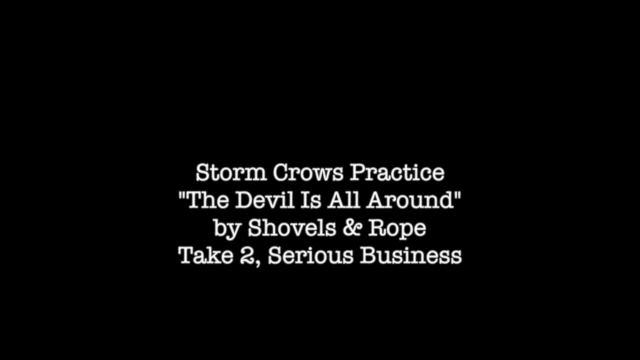 Storm Crows Practice
"The Devil Is All Around"
by Shovels & Rope
Take 2, Serious Business